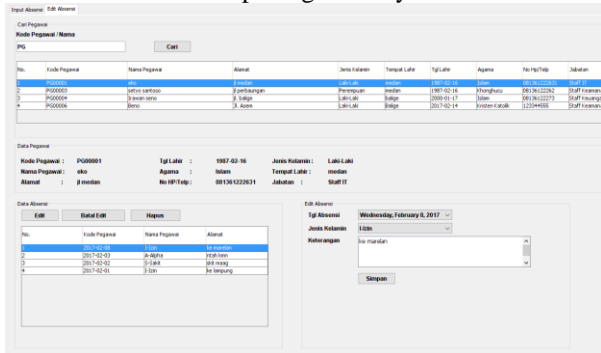 Input Absensi Edit Absensi
Cari Pegawai
Kode Pegawai / Nama
PG Cari
No. Kode Pegawai Nama Pegawai Alamat Jenis Kelamin Tempat Lahir Tgl Lahir Agama No Hp/Telp Jabatan
1 PG00001 eko jl medan Laki-Laki medan 1987-02-16 Islam 081361222631 Staff IT
2 PG00003 setyo santoso jl perbaungan Perempuan medan 1987-02-16 Khonghucu 08136122262 Staff Keaman
3 PG00004 Irawan seno jl. balige Laki-Laki balige 2000-01-17 Islam 08136122273 Staff Keuanga
4 PG00006 Beno jl. Asam Laki-Laki Balige 2017-02-14 Kristen Katolik 123344555 Staff Keaman
Data Pegawai
Kode Pegawai : PG00001 Tgl Lahir : 1987-02-16 Jenis Kelamin : Laki-Laki
Nama Pegawai : eko Agama : Islam Tempat Lahir : medan
Alamat : jl medan No HP/Telp : 081361222631 Jabatan : Staff IT
Data Absensi
Edit Batal Edit Hapus
No. Kode Pegawai Nama Pegawai Alamat
1 2017-02-08 I-Izin ke marelan
2 2017-02-03 A-Alpha
3 2017-02-02 S-Sakit skit maag
4 2017-02-01 I-Izin ke lampung
Edit Absensi
Tgl Absensi Wednesday, February 8, 2017
Jenis Kelamin I-Izin
Keterangan ke marelan
Simpan